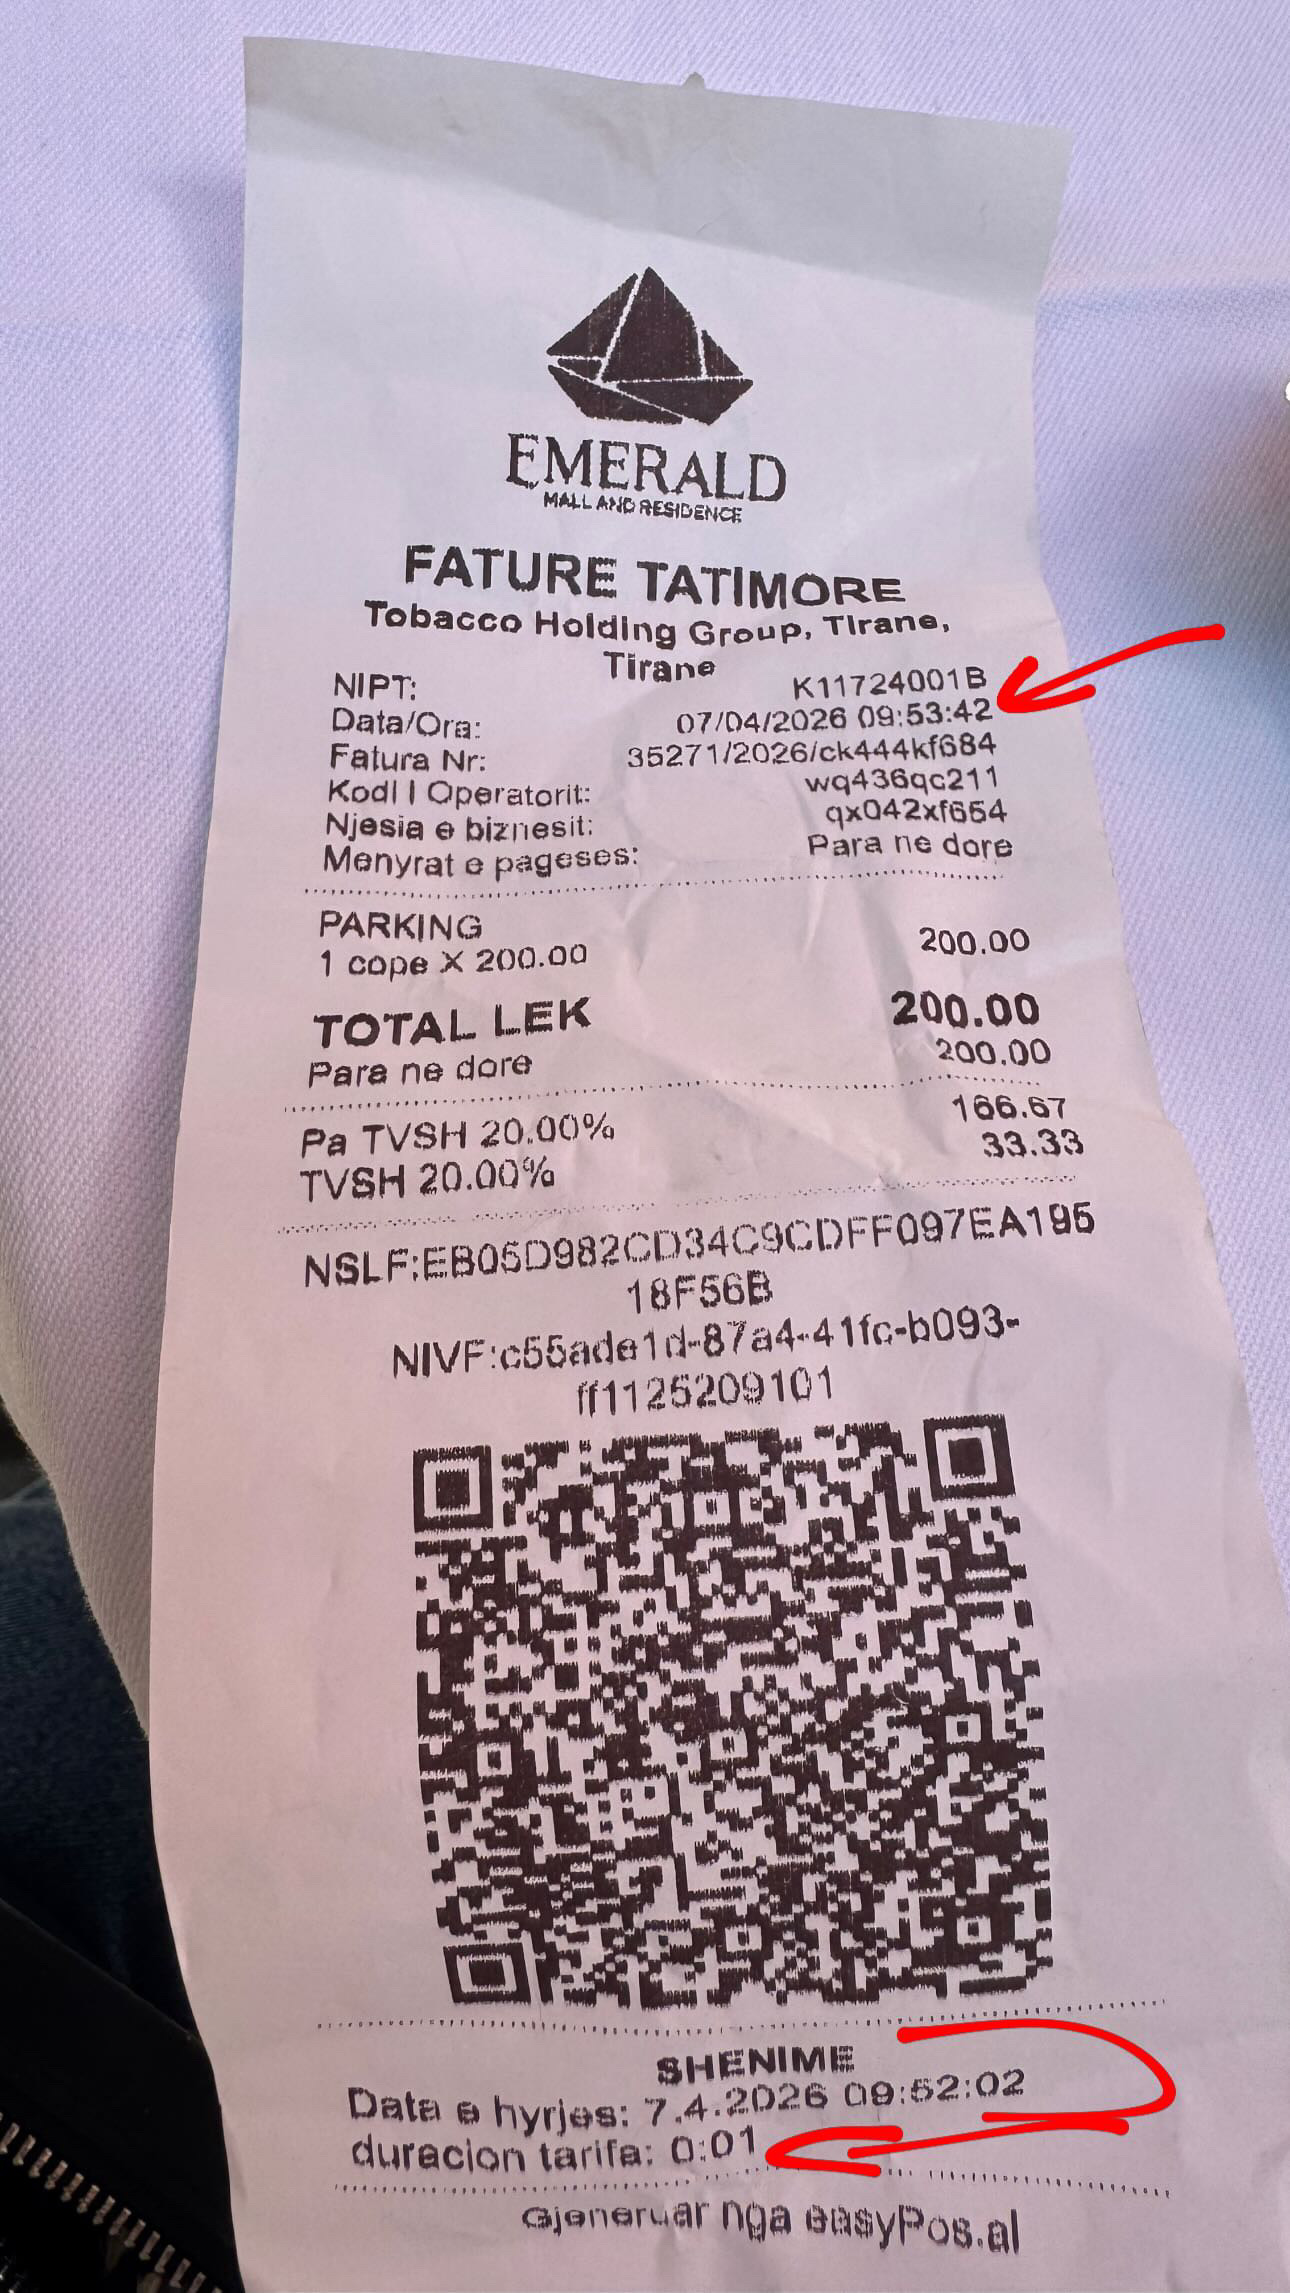 EMERALD
MALL AND RESIDENCE
FATURE TATIMORE
Tobacco Holding Group, Tirane,
Tirane
NIPT: K11724001B
Data/Ora: 07/04/2026 09:53:42
Fatura Nr: 35271/2026/ck444kf684
Kodi i Operatorit: wq436qc211
Njesia e biznesit: qx042xf654
Menyrat e pageses: Para ne dore
PARKING
1 cope X 200.00 200.00
TOTAL LEK 200.00
Para ne dore 200.00
Pa TVSH 20.00% 166.67
TVSH 20.00% 33.33
NSLF:EB05D982CD34C9CDFF097EA195
18F56B
NIVF:c55ade1d-87a4-41fc-b093-
ff1125209101
SHENIME
Data e hyrjes: 7.4.2026 09:52:02
duracion tarifa: 0:01
Gjeneruar nga easyPos.al